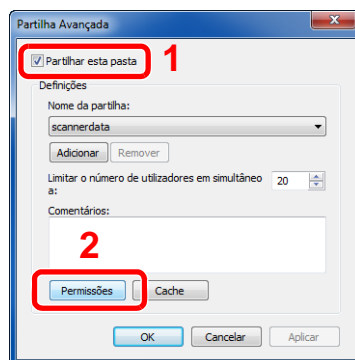 Partilha Avançada
Partilhar esta pasta 1
Definições
Nome da partilha:
scannerdata
Adicionar Remover
Limitar o número de utilizadores em simultâneo 20
a:
Comentários:
2
Permissões Cache
OK Cancelar Aplicar